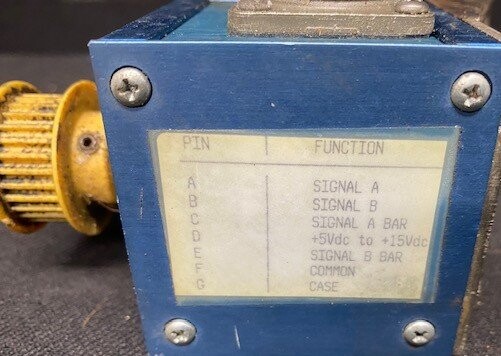 PIN FUNCTION
A SIGNAL A
B SIGNAL B
C SIGNAL A BAR
D +5Vdc to +15Vdc
E SIGNAL B BAR
F COMMON
G CASE